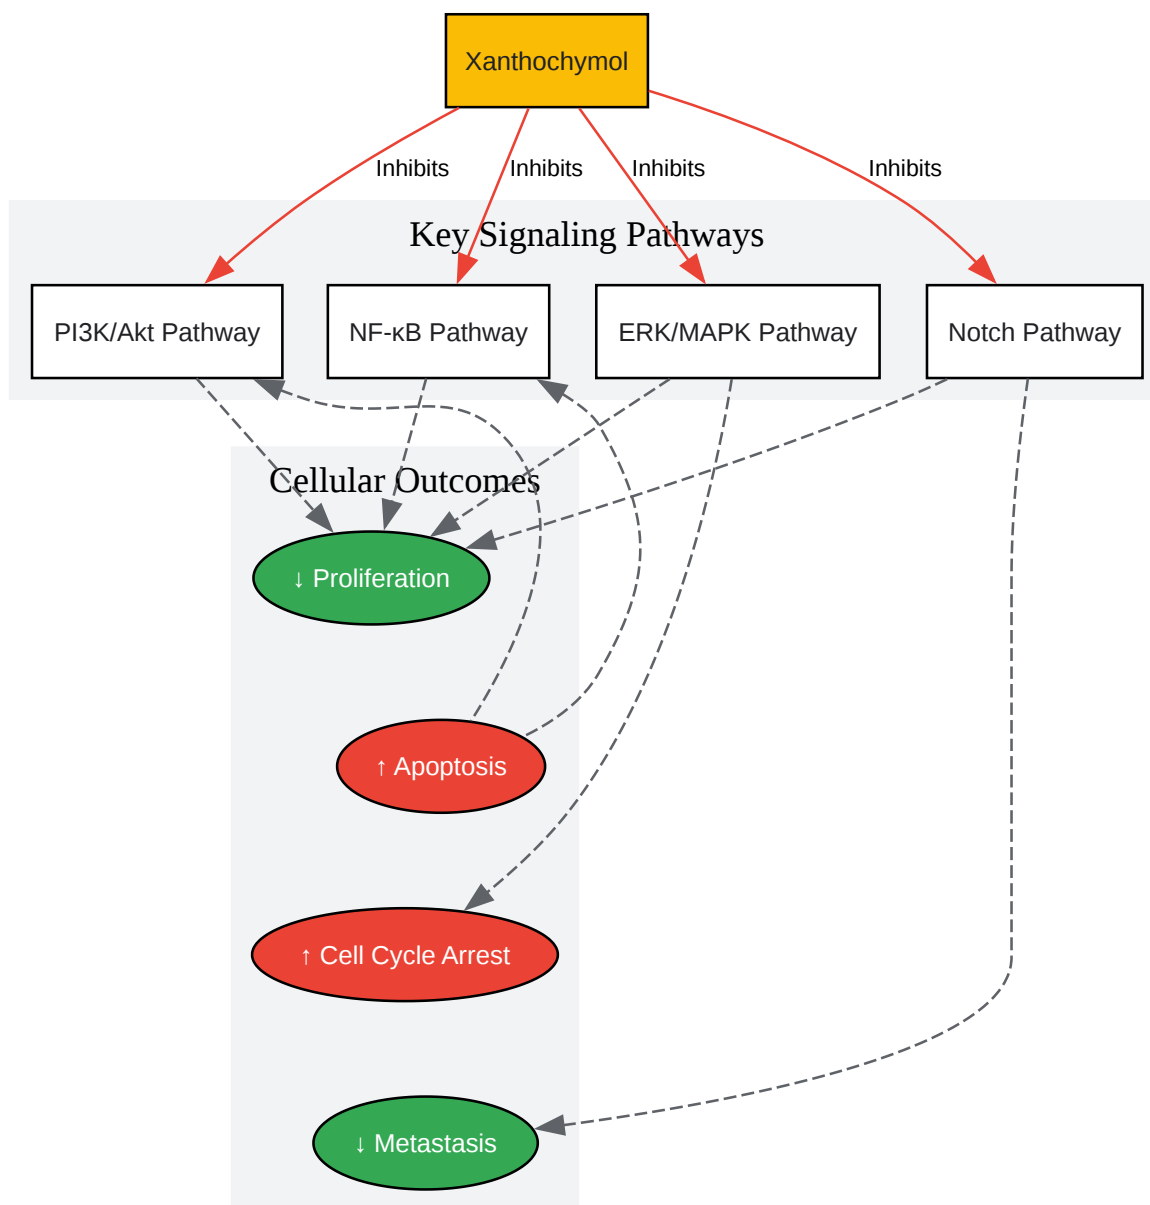 Xanthochymol
Inhibits
Inhibits
Inhibits
Inhibits
Key Signaling Pathways
PI3K/Akt Pathway
NF-κB Pathway
ERK/MAPK Pathway
Notch Pathway
Cellular Outcomes
↓ Proliferation
↑ Apoptosis
↑ Cell Cycle Arrest
↓ Metastasis